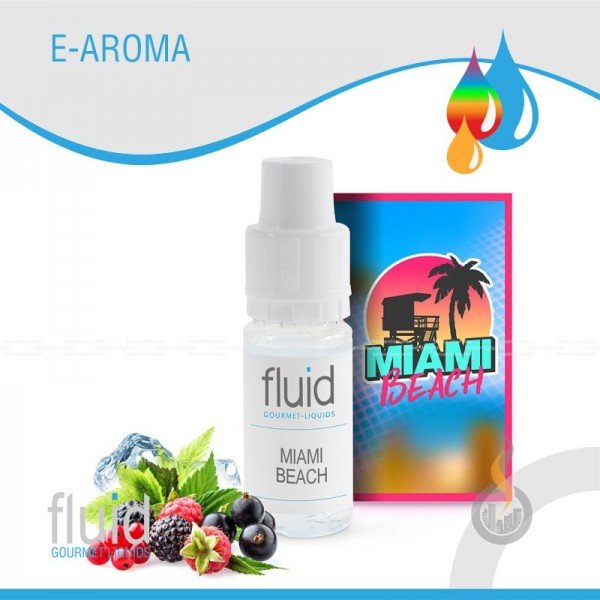 E-AROMA
MIAMI
BEACH
fluid
GOURMET-LIQUIDS
MIAMI
BEACH
fluid
GOURMET LIQUIDS